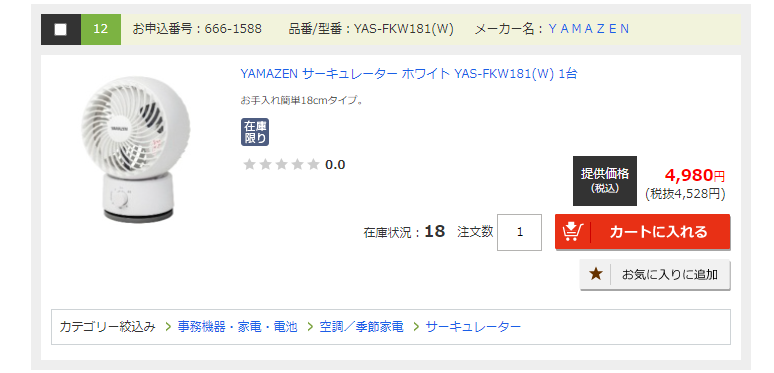 12 お申込番号：666-1588 品番/型番：YAS-FKW181(W) メーカー名：ＹＡＭＡＺＥＮ
YAMAZEN サーキュレーター ホワイト YAS-FKW181(W) 1台
お手入れ簡単18cmタイプ。
在庫
限り
0.0
YAMAZEN
提供価格
（税込）
4,980円
(税抜4,528円)
在庫状況：18 注文数 1 カートに入れる
お気に入りに追加
カテゴリー絞込み 事務機器・家電・電池 空調／季節家電 サーキュレーター